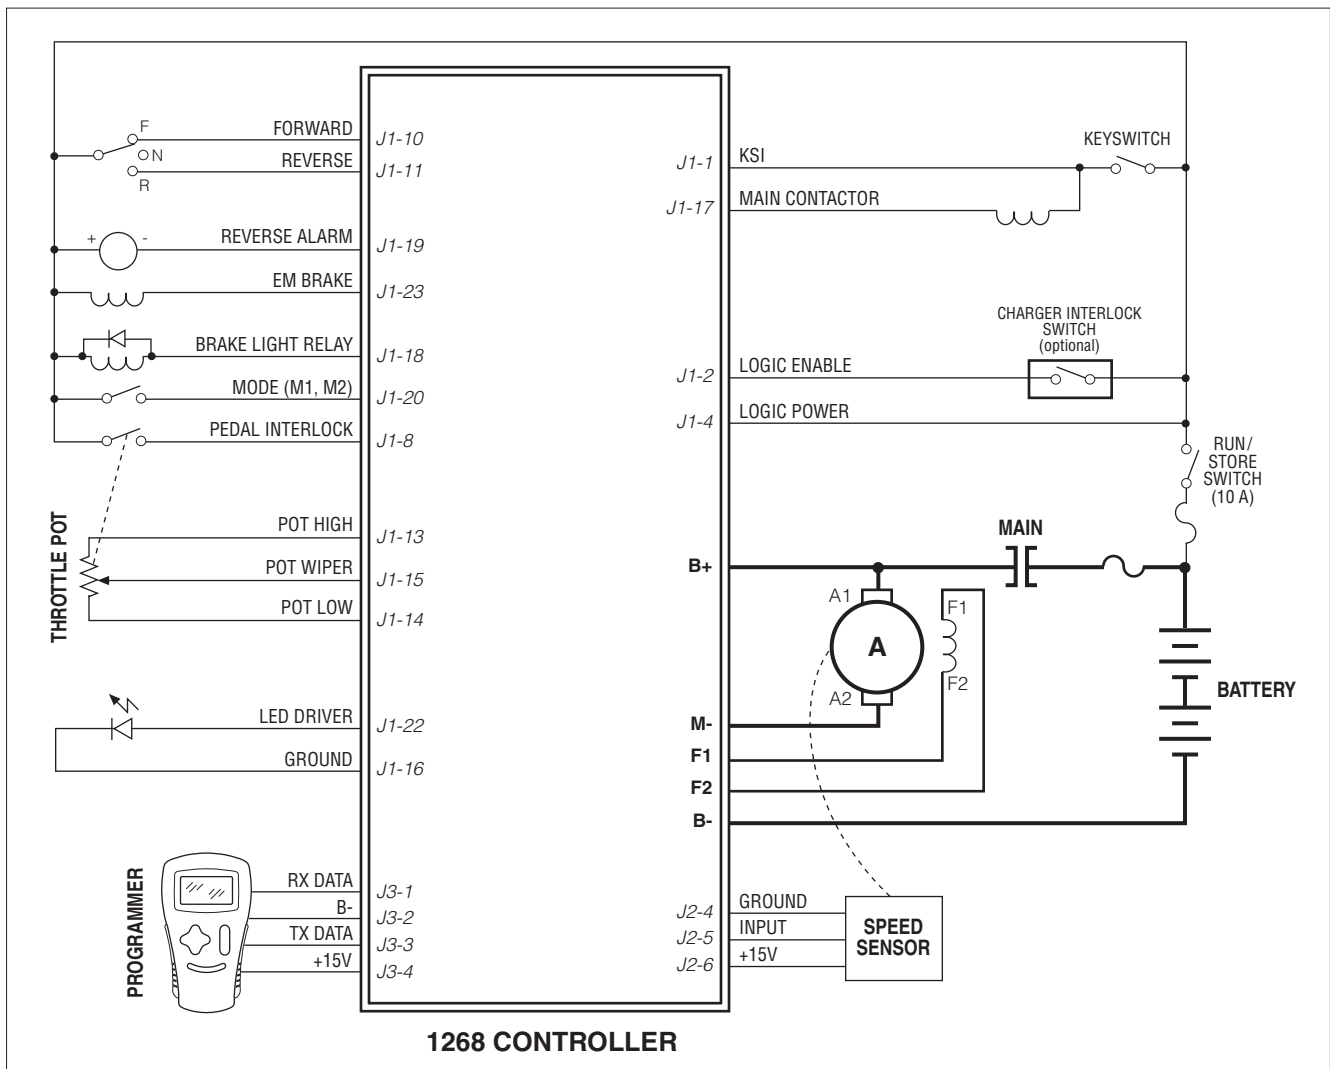 F
N
R
FORWARD
J1-10
REVERSE
J1-11
+
-
REVERSE ALARM
J1-19
EM BRAKE
J1-23
BRAKE LIGHT RELAY
J1-18
MODE (M1, M2)
J1-20
PEDAL INTERLOCK
J1-8
THROTTLE POT
POT HIGH
J1-13
POT WIPER
J1-15
POT LOW
J1-14
LED DRIVER
J1-22
GROUND
J1-16
PROGRAMMER
RX DATA
J3-1
B-
J3-2
TX DATA
J3-3
+15V
J3-4
J1-1
KSI
KEYSWITCH
J1-17
MAIN CONTACTOR
CHARGER INTERLOCK
SWITCH
(optional)
J1-2
LOGIC ENABLE
J1-4
LOGIC POWER
RUN/
STORE
SWITCH
(10 A)
MAIN
B+
A1
A
A2
F1
F2
BATTERY
M-
F1
F2
B-
J2-4
GROUND
J2-5
INPUT
J2-6
+15V
SPEED
SENSOR
1268 CONTROLLER